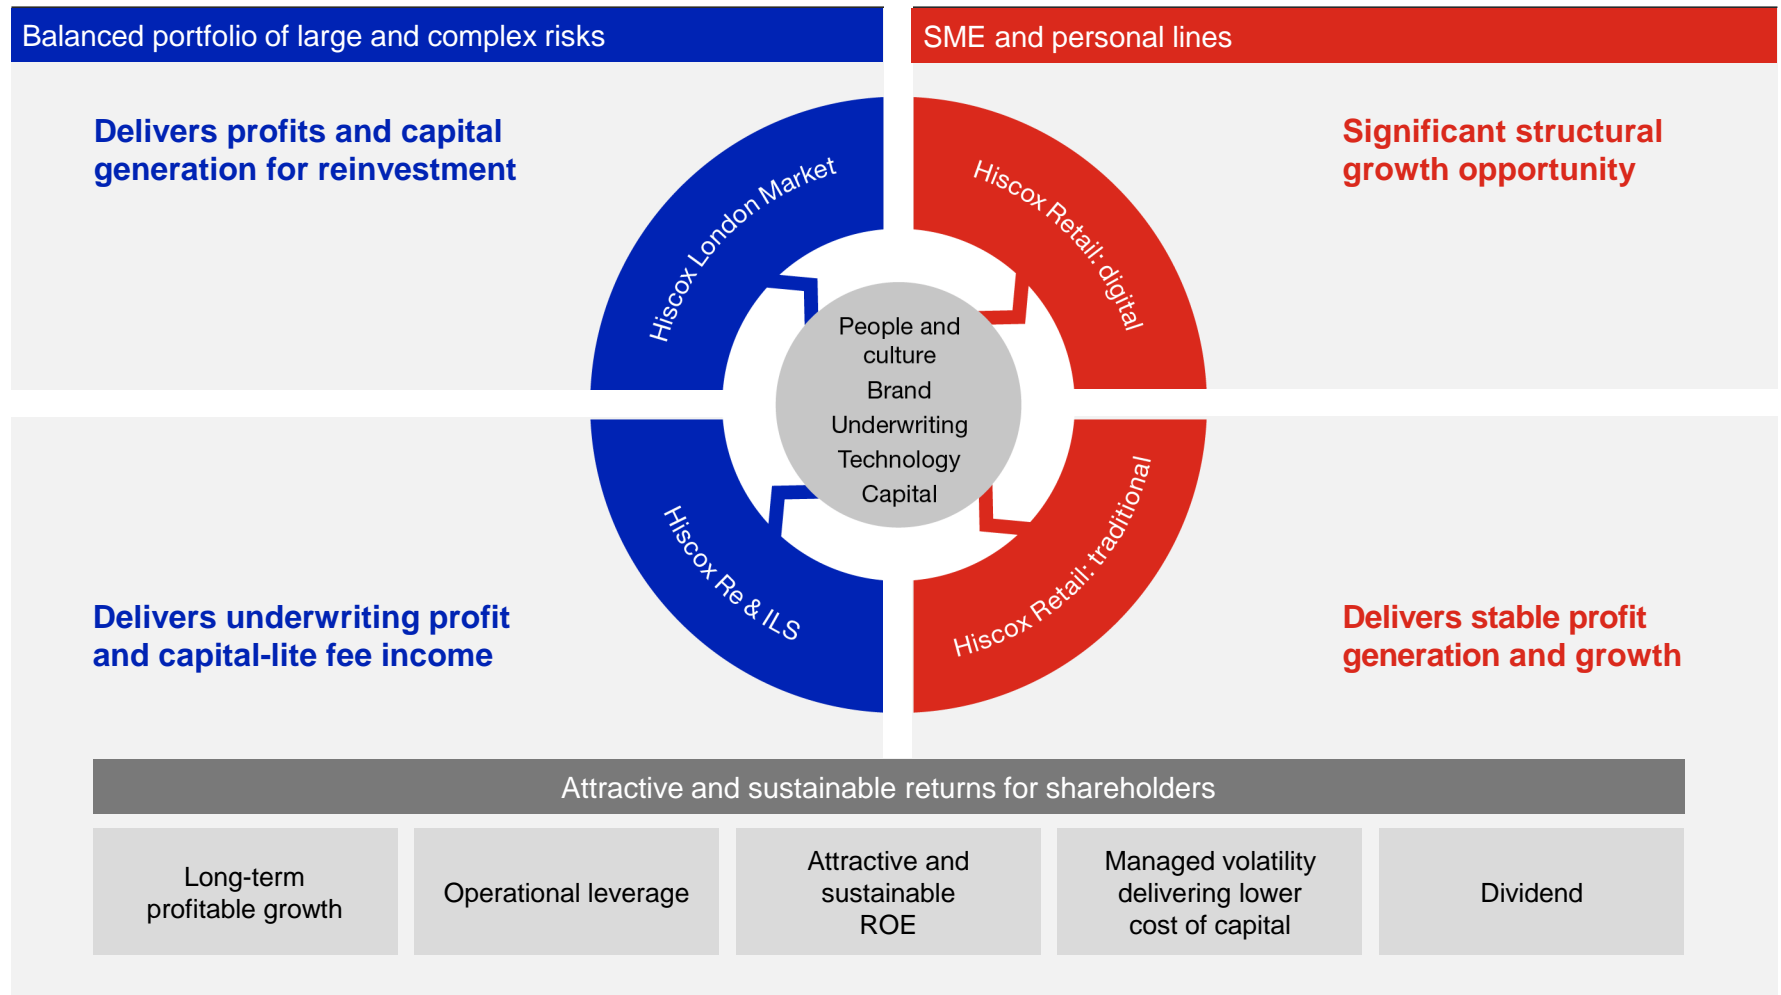 Balanced portfolio of large and complex risks
SME and personal lines
Delivers profits and capital
generation for reinvestment
Significant structural
growth opportunity
Hiscox London Market
Hiscox Retail: digital
People and
culture
Brand
Underwriting
Technology
Capital
Hiscox Re & ILS
Hiscox Retail: traditional
Delivers underwriting profit
and capital-lite fee income
Delivers stable profit
generation and growth
Attractive and sustainable returns for shareholders
Long-term
profitable growth
Operational leverage
Attractive and
sustainable
ROE
Managed volatility
delivering lower
cost of capital
Dividend